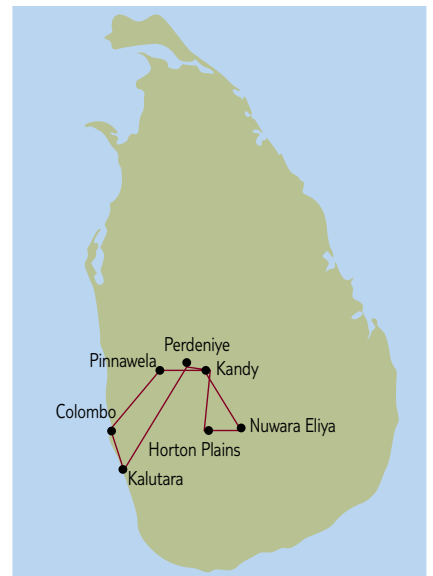 Perdeniye
Pinnawela
Kandy
Colombo
Nuwara Eliya
Horton Plains
Kalutara